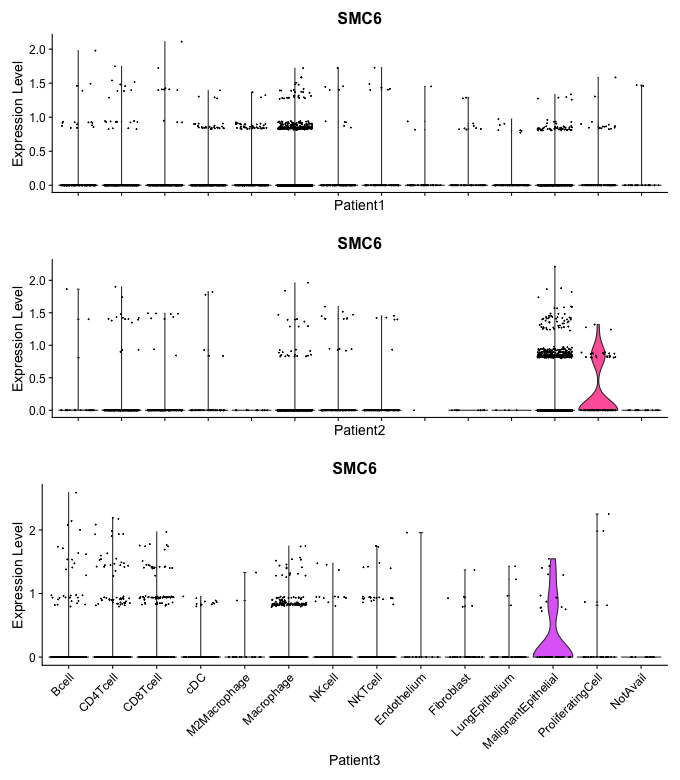 SMC6
Expression Level
2.0
1.5
1.0
0.5
0.0
Patient1
SMC6
Expression Level
2.0
1.5
1.0
0.5
0.0
Patient2
SMC6
Expression Level
2
1
0
Bcell
CD4Tcell
CD8Tcell
cDC
M2Macrophage
Macrophage
NKcell
NKTcell
Endothelium
Fibroblast
LungEpithelium
MalignantEpithelial
ProliferatingCell
NotAvail
Patient3